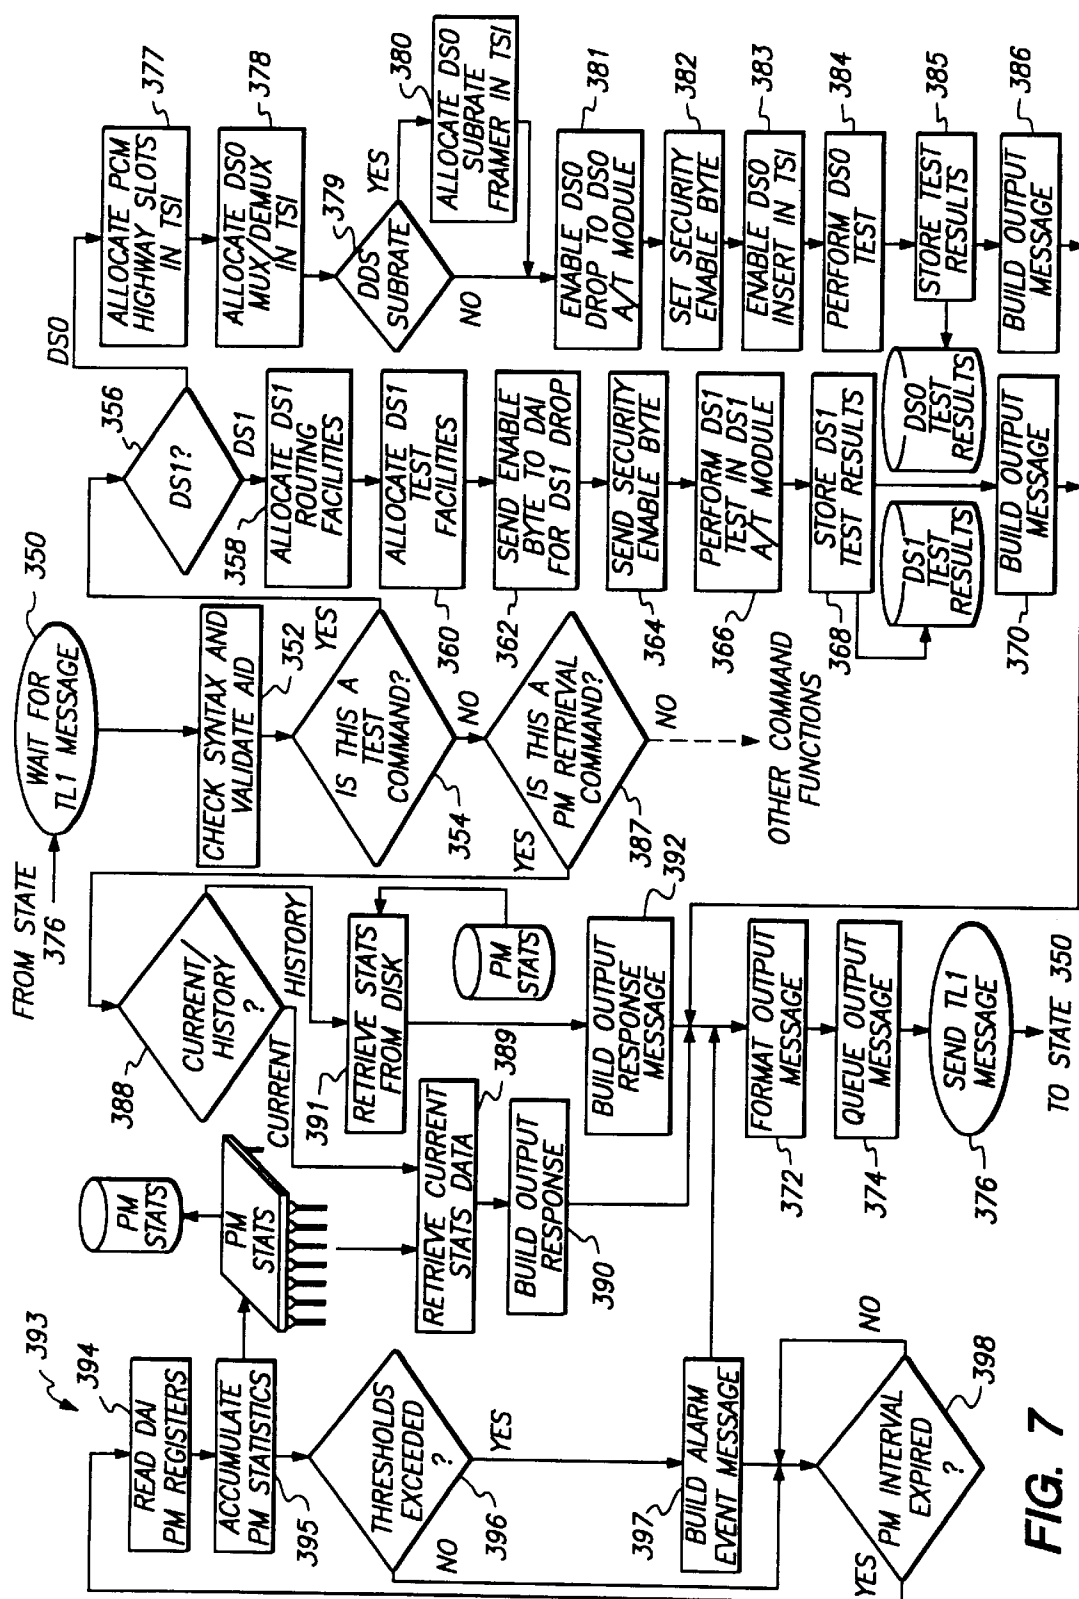 FROM STATE
376
WAIT FOR
TL1 MESSAGE
350
CHECK SYNTAX AND
VALIDATE AID
352
IS THIS A
TEST
COMMAND?
354
YES
NO
IS THIS A
PM RETRIEVAL
COMMAND?
387
YES
NO
OTHER COMMAND
FUNCTIONS
DS1?
356
DS0
DS1
ALLOCATE DS1
ROUTING
FACILITIES
358
ALLOCATE DS1
TEST
FACILITIES
360
SEND ENABLE
BYTE TO DAI
FOR DS1 DROP
362
SEND SECURITY
ENABLE BYTE
364
PERFORM DS1
TEST IN DS1
A/T MODULE
366
STORE DS1
TEST RESULTS
368
DS1
TEST
RESULTS
BUILD OUTPUT
MESSAGE
370
ALLOCATE PCM
HIGHWAY SLOTS
IN TSI
377
ALLOCATE DSO
MUX/DEMUX
IN TSI
378
DDS
SUBRATE
379
YES
NO
ALLOCATE DSO
SUBRATE
FRAMER IN TSI
380
ENABLE DSO
DROP TO DSO
A/T MODULE
381
SET SECURITY
ENABLE BYTE
382
ENABLE DSO
INSERT IN TSI
383
PERFORM DSO
TEST
384
STORE TEST
RESULTS
385
DSO
TEST
RESULTS
BUILD OUTPUT
MESSAGE
386
CURRENT/
HISTORY
?
388
CURRENT
HISTORY
RETRIEVE STATS
FROM DISK
391
PM
STATS
BUILD OUTPUT
RESPONSE
MESSAGE
392
PM
STATS
PM
STATS
RETRIEVE CURRENT
STATS DATA
389
BUILD OUTPUT
RESPONSE
390
FORMAT OUTPUT
MESSAGE
372
QUEUE OUTPUT
MESSAGE
374
SEND TL1
MESSAGE
376
TO STATE 350
393
READ DAI
PM REGISTERS
394
ACCUMULATE
PM STATISTICS
395
THRESHOLDS
EXCEEDED
?
396
YES
NO
BUILD ALARM
EVENT MESSAGE
397
PM INTERVAL
EXPIRED
?
398
YES
NO
FIG. 7